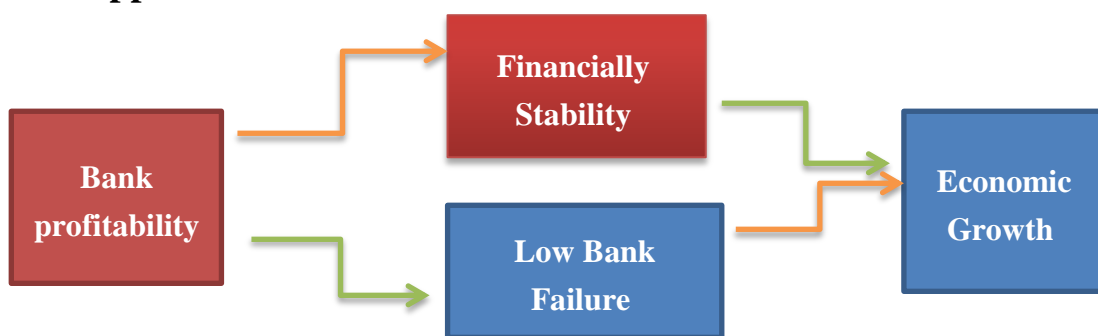 Financially
Stability
Bank
profitability
Economic
Growth
Low Bank
Failure